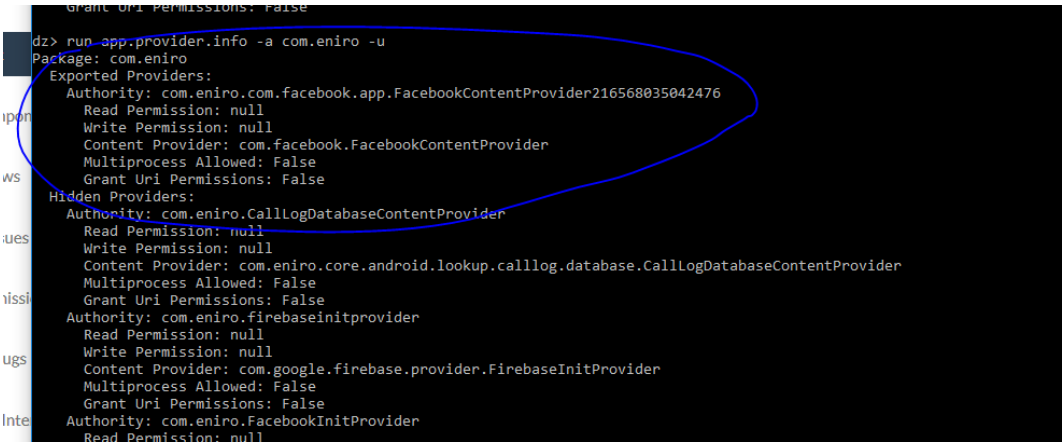 Grant Uri Permissions: False
dz> run app.provider.info -a com.eniro -u
Package: com.eniro
Exported Providers:
Authority: com.eniro.com.facebook.app.FacebookContentProvider216568035042476
Read Permission: null
Write Permission: null
Content Provider: com.facebook.FacebookContentProvider
Multiprocess Allowed: False
Grant Uri Permissions: False
Hidden Providers:
Authority: com.eniro.CallLogDatabaseContentProvider
Read Permission: null
Write Permission: null
Content Provider: com.eniro.core.android.lookup.calllog.database.CallLogDatabaseContentProvider
Multiprocess Allowed: False
Grant Uri Permissions: False
Authority: com.eniro.firebaseinitprovider
Read Permission: null
Write Permission: null
Content Provider: com.google.firebase.provider.FirebaseInitProvider
Multiprocess Allowed: False
Grant Uri Permissions: False
Authority: com.eniro.FacebookInitProvider
Read Permission: null